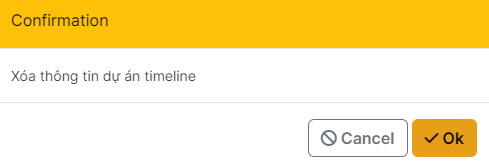 Confirmation
Xóa thông tin dự án timeline
Cancel Ok